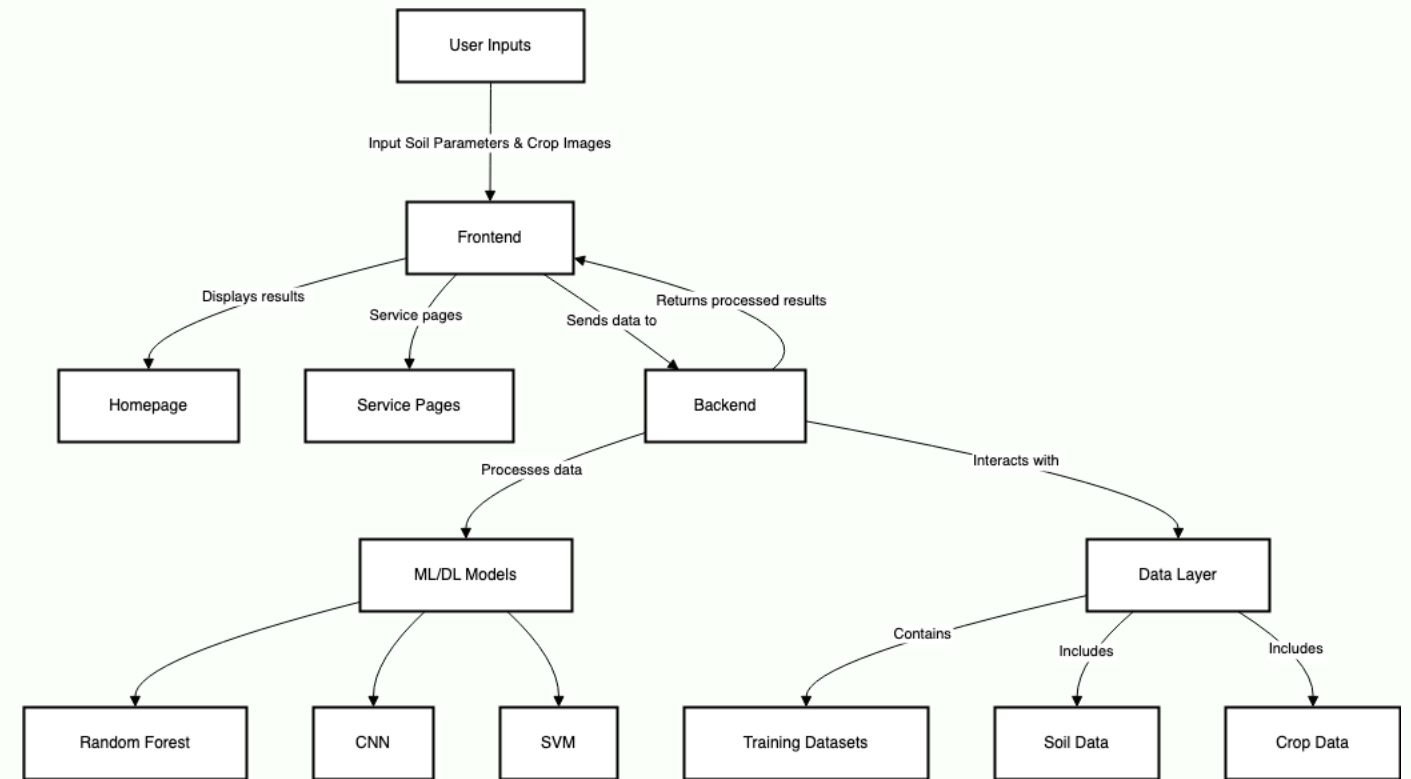 User Inputs
Input Soil Parameters & Crop Images
Frontend
Displays results
Service pages
Sends data to
Returns processed results
Homepage
Service Pages
Backend
Processes data
Interacts with
ML/DL Models
Data Layer
Contains
Includes
Includes
Random Forest
CNN
SVM
Training Datasets
Soil Data
Crop Data